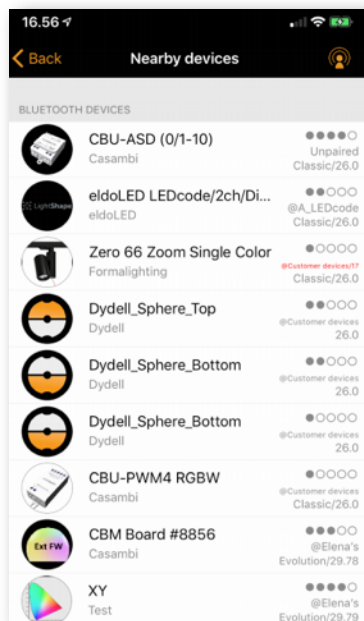 16.56
Back
Nearby devices
BLUETOOTH DEVICES
CBU-ASD (0/1-10)
Casambi
Unpaired
Classic/26.0
LightShape
eldoLED LEDcode/2ch/Di...
eldoLED
@A_LEDcode
Classic/26.0
Zero 66 Zoom Single Color
Formalighting
@Customer devices/17
Classic/26.0
Dydell_Sphere_Top
Dydell
@Customer devices
26.0
Dydell_Sphere_Bottom
Dydell
@Customer devices
26.0
Dydell_Sphere_Bottom
Dydell
@Customer devices
26.0
CBU-PWM4 RGBW
Casambi
@Customer devices
Classic/26.0
Ext FW
CBM Board #8856
Casambi
@Elena's
Evolution/29.78
XY
Test
@Elena's
Evolution/29.79